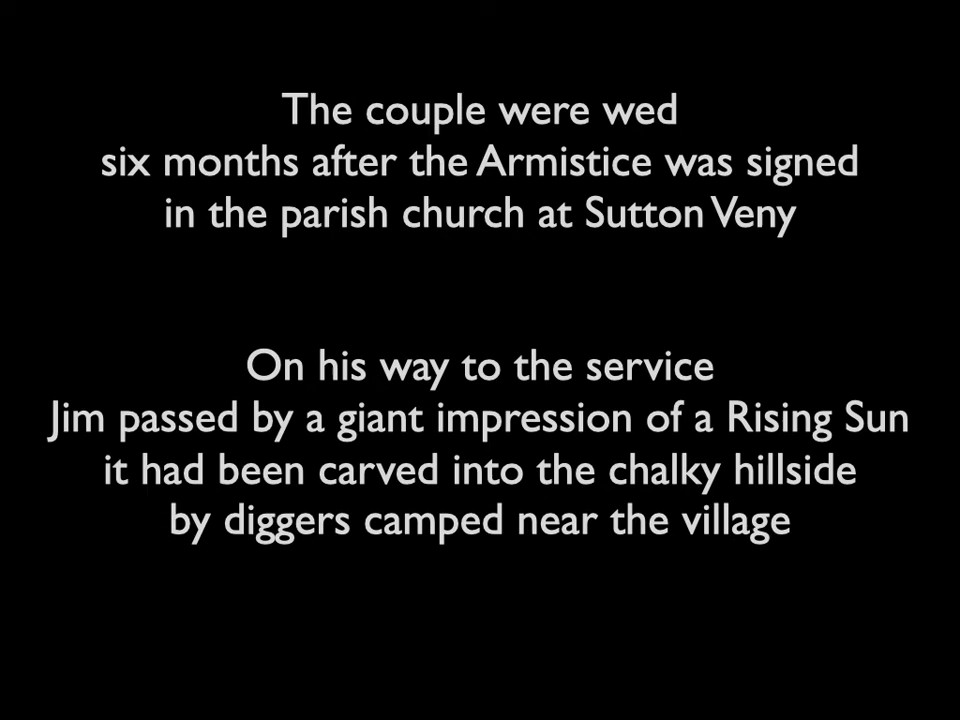 The couple were wed
six months after the Armistice was signed
in the parish church at Sutton Veny
On his way to the service
Jim passed by a giant impression of a Rising Sun
it had been carved into the chalky hillside
by diggers camped near the village